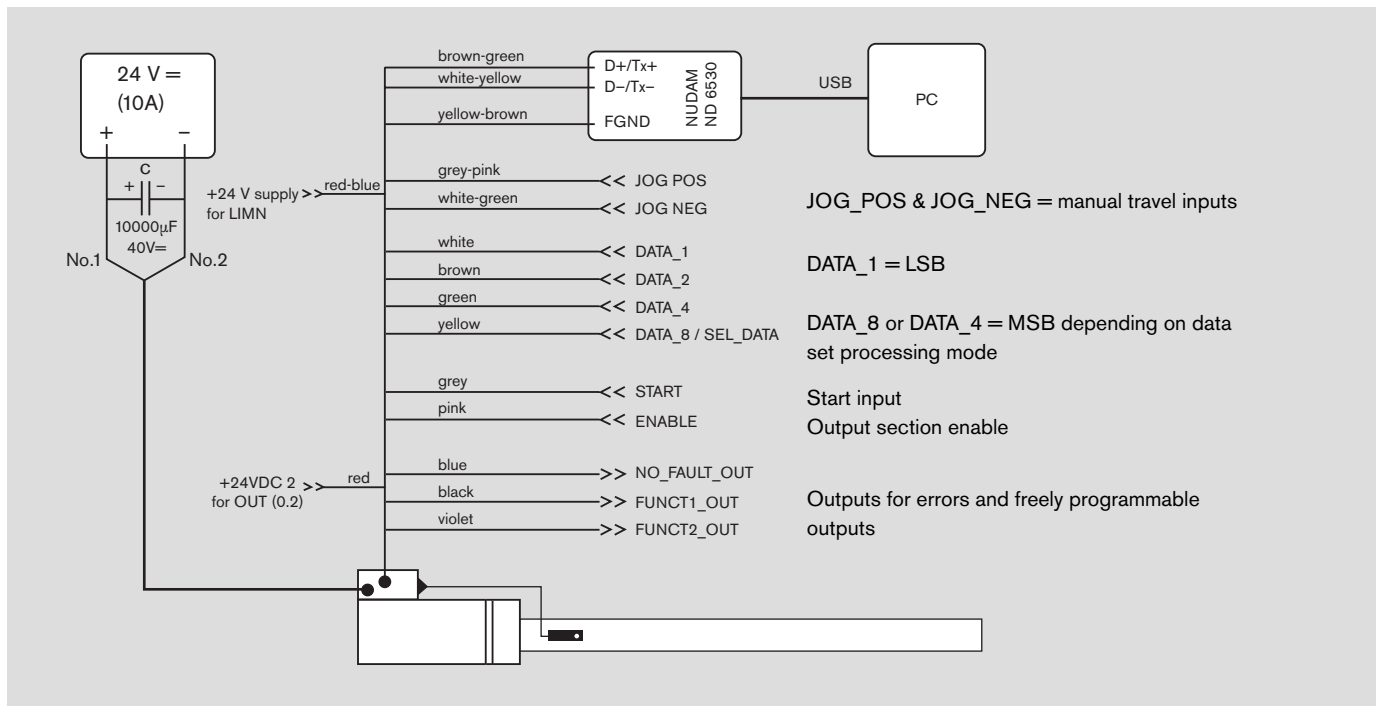 24 V =
(10A)
+ −
C
+ −
10000µF
40V=
No.1
No.2
brown-green
white-yellow
yellow-brown
D+/Tx+
D−/Tx−
FGND
NUDAM
ND 6530
USB
PC
+24 V supply >>
for LIMN
red-blue
grey-pink
<< JOG POS
white-green
<< JOG NEG
JOG_POS & JOG_NEG = manual travel inputs
white
<< DATA_1
DATA_1 = LSB
brown
<< DATA_2
green
<< DATA_4
yellow
<< DATA_8 / SEL_DATA
DATA_8 or DATA_4 = MSB depending on data
set processing mode
grey
<< START
Start input
pink
<< ENABLE
Output section enable
+24VDC 2 >>
for OUT (0.2)
red
blue
>> NO_FAULT_OUT
black
>> FUNCT1_OUT
violet
>> FUNCT2_OUT
Outputs for errors and freely programmable
outputs